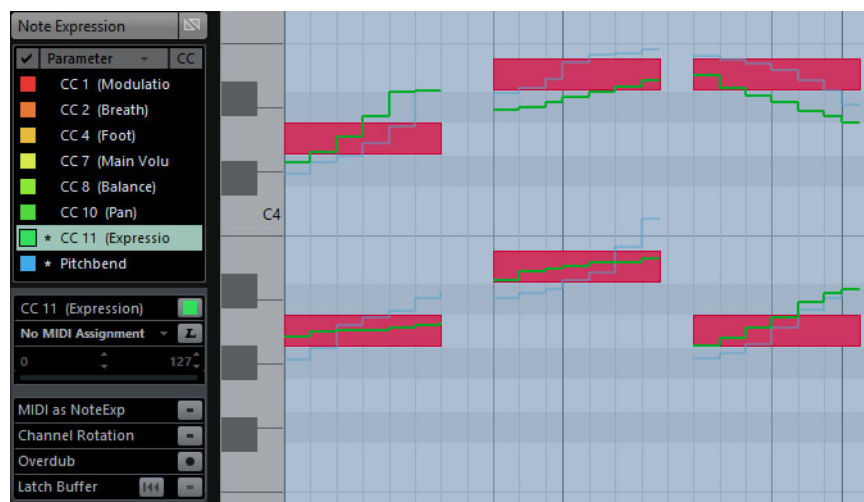 Note Expression
Parameter CC
CC 1 (Modulatio
CC 2 (Breath)
CC 4 (Foot)
CC 7 (Main Volu
CC 8 (Balance)
CC 10 (Pan)
* CC 11 (Expressio
* Pitchbend
CC 11 (Expression)
No MIDI Assignment L
0 127
MIDI as NoteExp
Channel Rotation
Overdub
Latch Buffer
C4